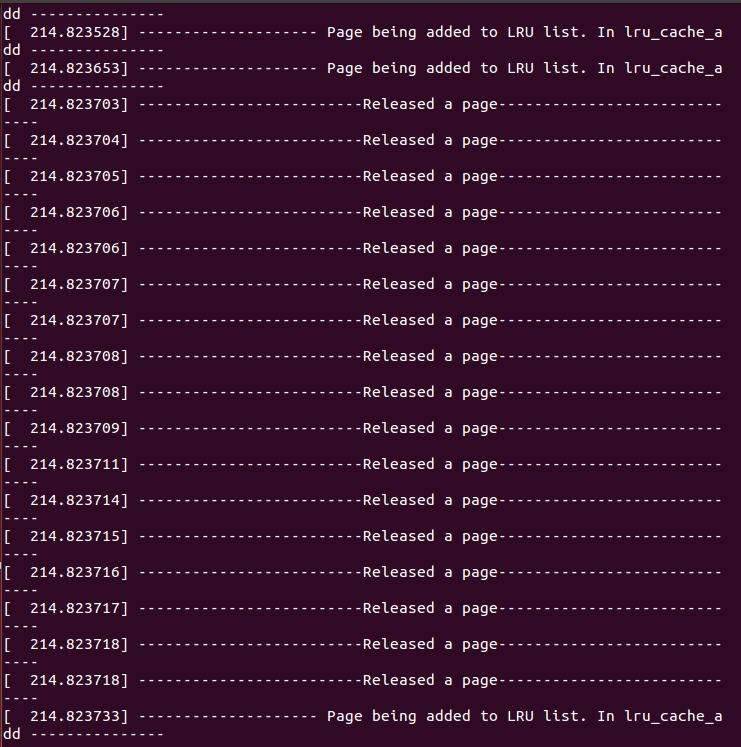 dd ---------------
[  214.823528] -------------------- Page being added to LRU list. In lru_cache_a
dd ---------------
[  214.823653] -------------------- Page being added to LRU list. In lru_cache_a
dd ---------------
[  214.823703] -------------------------Released a page-------------------------
----
[  214.823704] -------------------------Released a page-------------------------
----
[  214.823705] -------------------------Released a page-------------------------
----
[  214.823706] -------------------------Released a page-------------------------
----
[  214.823706] -------------------------Released a page-------------------------
----
[  214.823707] -------------------------Released a page-------------------------
----
[  214.823707] -------------------------Released a page-------------------------
----
[  214.823708] -------------------------Released a page-------------------------
----
[  214.823708] -------------------------Released a page-------------------------
----
[  214.823709] -------------------------Released a page-------------------------
----
[  214.823711] -------------------------Released a page-------------------------
----
[  214.823714] -------------------------Released a page-------------------------
----
[  214.823715] -------------------------Released a page-------------------------
----
[  214.823716] -------------------------Released a page-------------------------
----
[  214.823717] -------------------------Released a page-------------------------
----
[  214.823718] -------------------------Released a page-------------------------
----
[  214.823718] -------------------------Released a page-------------------------
----
[  214.823733] -------------------- Page being added to LRU list. In lru_cache_a
dd ---------------